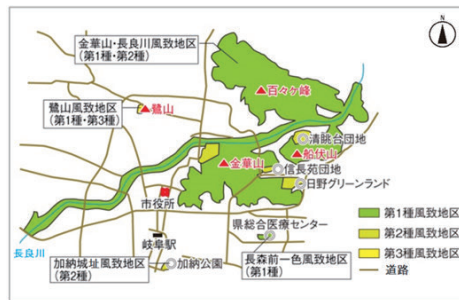 N
金華山・長良川風致地区
(第1種・第2種)
百々ケ峰
鷺山風致地区
(第1種・第3種)
鷺山
清眺台団地
船伏山
金華山
信長苑団地
日野グリーンランド
市役所
第1種風致地区
第2種風致地区
第3種風致地区
道路
県総合医療センター
岐阜駅
長良川
加納城址風致地区
(第2種)
加納公園
長森前一色風致地区
(第1種)